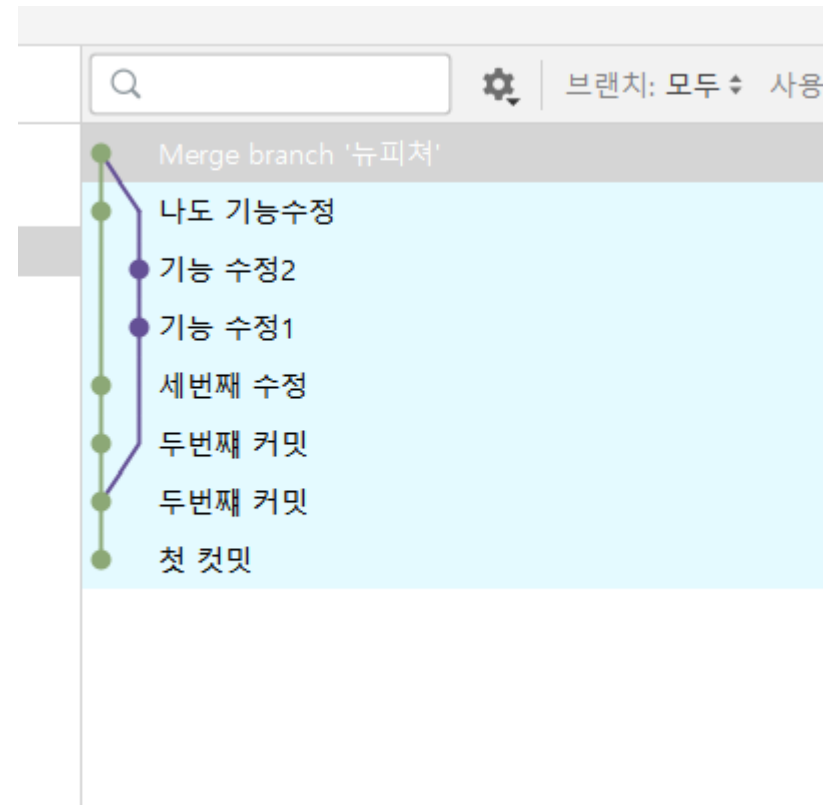 브랜치: 모두 사용
Merge branch '뉴피쳐'
나도 기능수정
기능 수정2
기능 수정1
세번째 수정
두번쨰 커밋
두번쨰 커밋
첫 컷밋